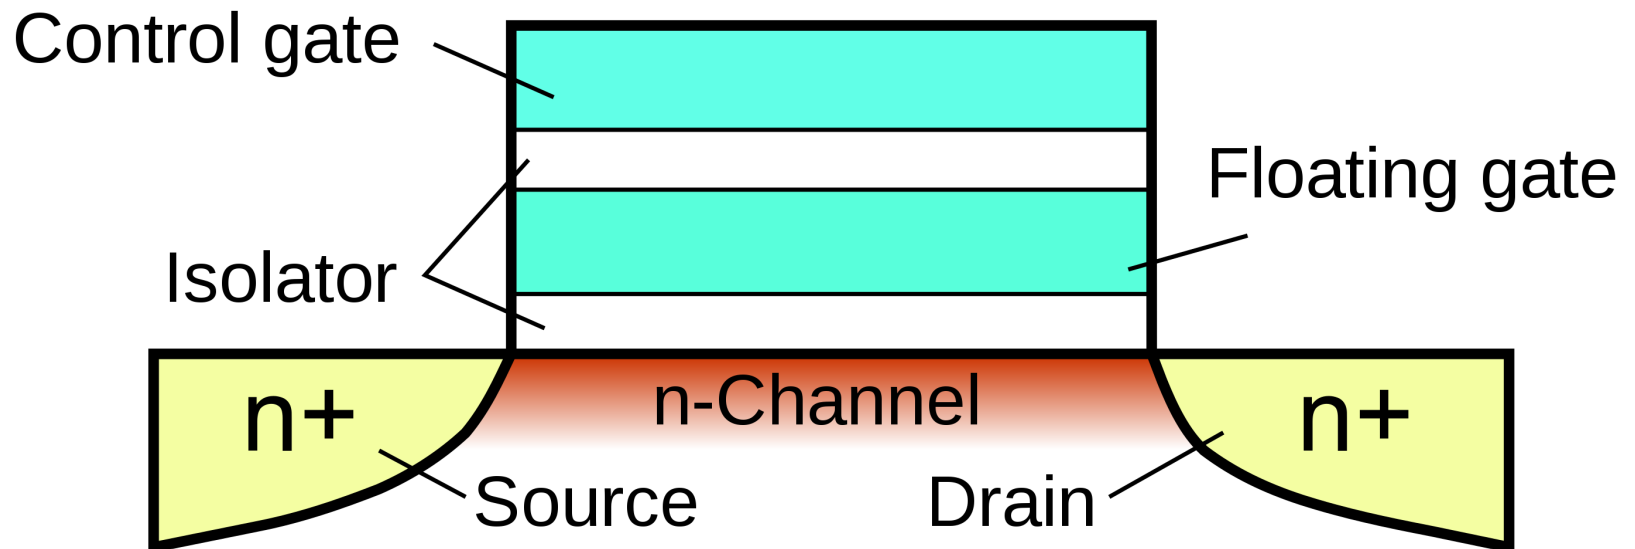 Control gate
Floating gate
Isolator
n-Channel
n+
n+
Source
Drain